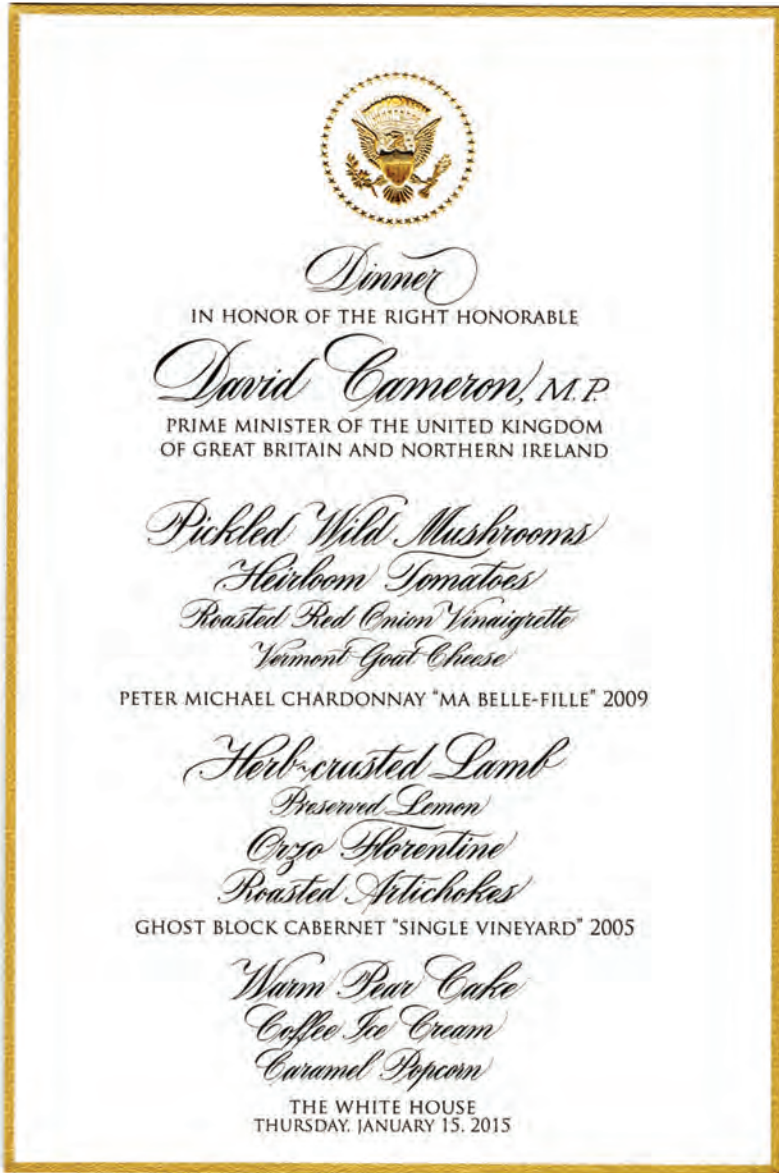 Dinner
IN HONOR OF THE RIGHT HONORABLE
David Cameron, M.P.
PRIME MINISTER OF THE UNITED KINGDOM
OF GREAT BRITAIN AND NORTHERN IRELAND
Pickled Wild Mushrooms
Heirloom Tomatoes
Roasted Red Onion Vinaigrette
Vermont Goat Cheese
PETER MICHAEL CHARDONNAY "MA BELLE-FILLE" 2009
Herb-crusted Lamb
Preserved Lemon
Orzo Florentine
Roasted Artichokes
GHOST BLOCK CABERNET "SINGLE VINEYARD" 2005
Warm Pear Cake
Coffee Ice Cream
Caramel Popcorn
THE WHITE HOUSE
THURSDAY, JANUARY 15, 2015